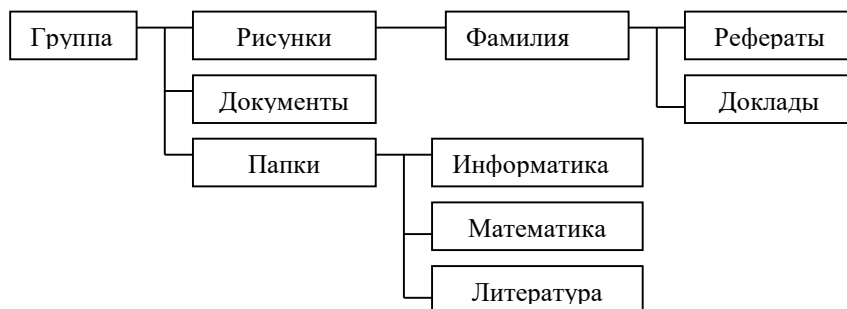 Группа Рисунки Фамилия Рефераты
Документы Доклады
Папки Информатика
Математика
Литература